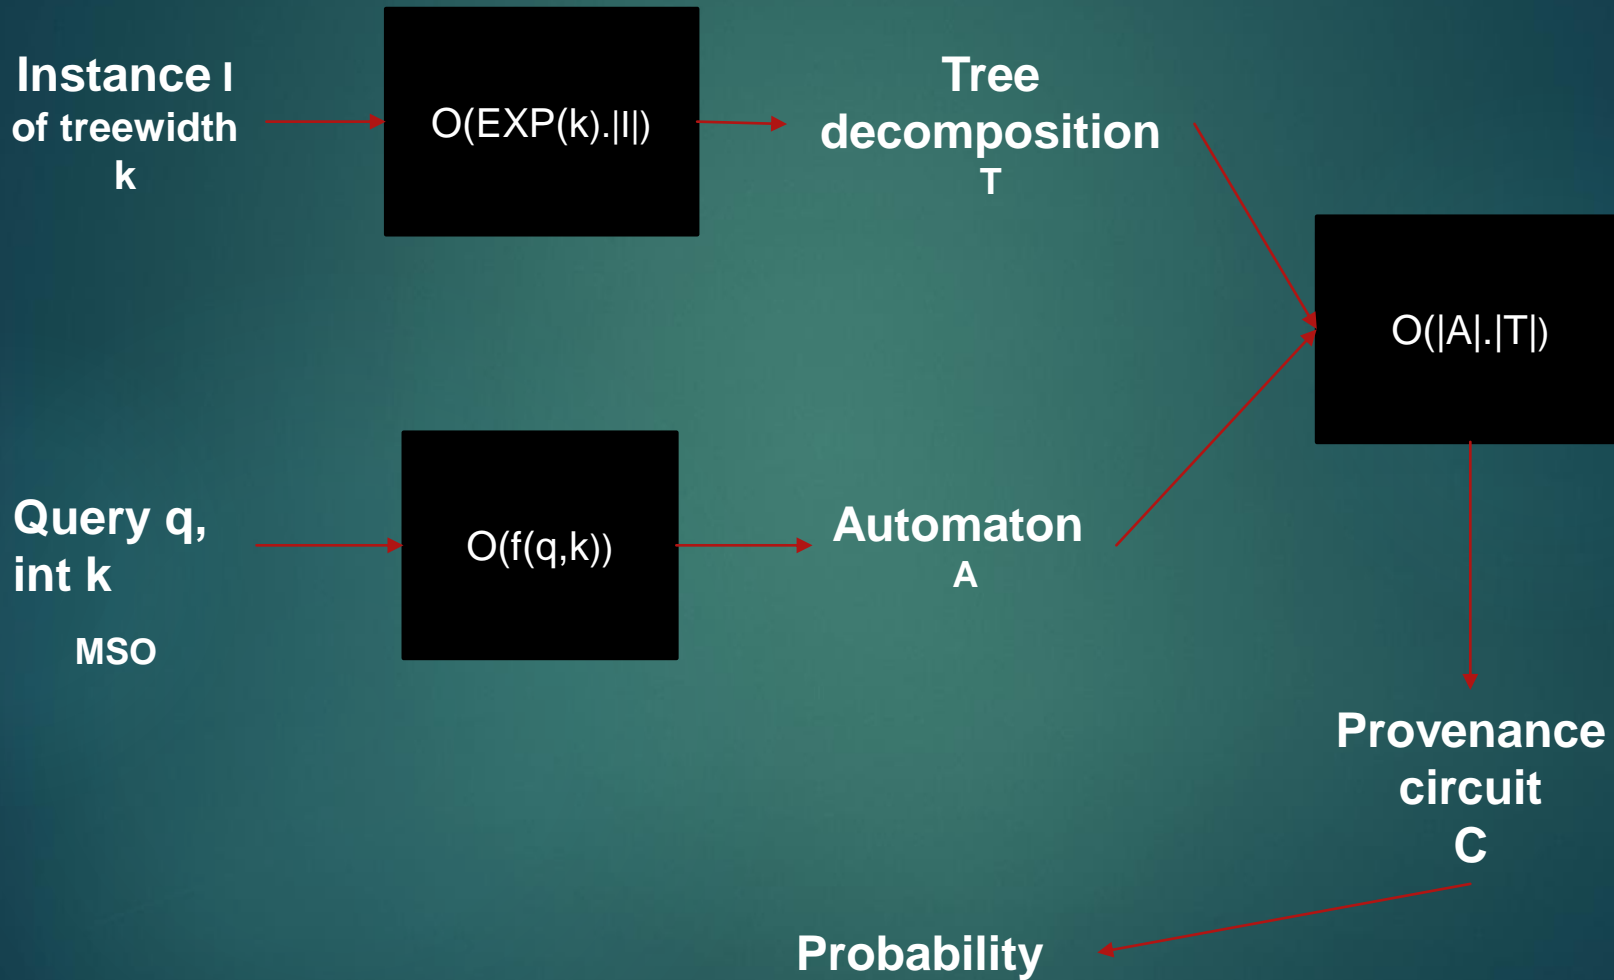 Instance I
of treewidth
k
O(EXP(k).|I|)
Tree
decomposition
T
O(|A|.|T|)
Query q,
int k
MSO
O(f(q,k))
Automaton
A
Provenance
circuit
C
Probability